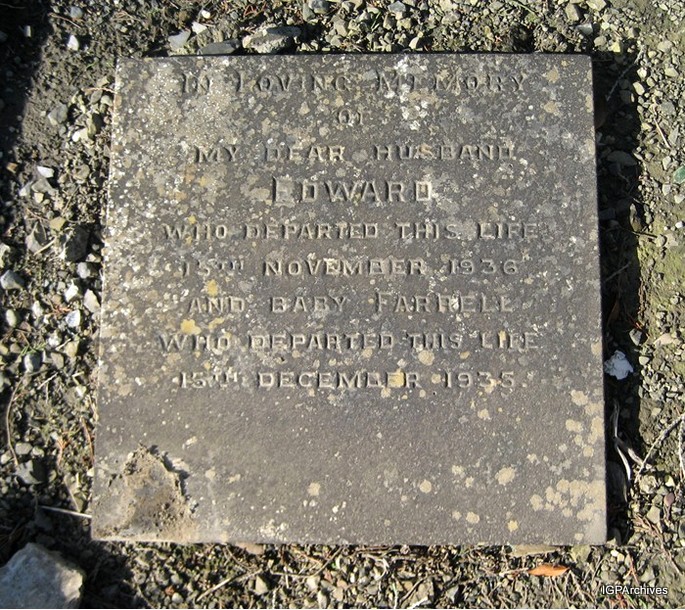 In Loving Memory
of
MY DEAR HUSBAND
EDWARD
WHO DEPARTED THIS LIFE
15TH NOVEMBER 1936
AND BABY FARRELL
WHO DEPARTED THIS LIFE
15TH DECEMBER 1935.
IGPArchives